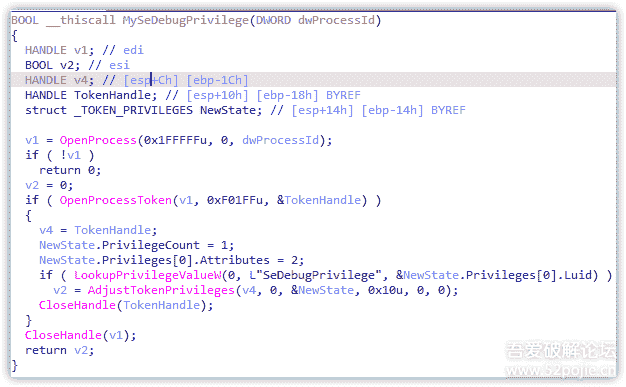 BOOL __thiscall MySeDebugPrivilege(DWORD dwProcessId)
{
  HANDLE v1; // edi
  BOOL v2; // esi
  HANDLE v4; // [esp+Ch] [ebp-1Ch]
  HANDLE TokenHandle; // [esp+10h] [ebp-18h] BYREF
  struct _TOKEN_PRIVILEGES NewState; // [esp+14h] [ebp-14h] BYREF

  v1 = OpenProcess(0x1FFFFFu, 0, dwProcessId);
  if ( !v1 )
    return 0;
  v2 = 0;
  if ( OpenProcessToken(v1, 0xF01FFu, &TokenHandle) )
  {
    v4 = TokenHandle;
    NewState.PrivilegeCount = 1;
    NewState.Privileges[0].Attributes = 2;
    if ( LookupPrivilegeValueW(0, L"SeDebugPrivilege", &NewState.Privileges[0].Luid) )
      v2 = AdjustTokenPrivileges(v4, 0, &NewState, 0x10u, 0, 0);
    CloseHandle(TokenHandle);
  }
  CloseHandle(v1);
  return v2;
}
吾爱破解论坛
www.52pojie.cn